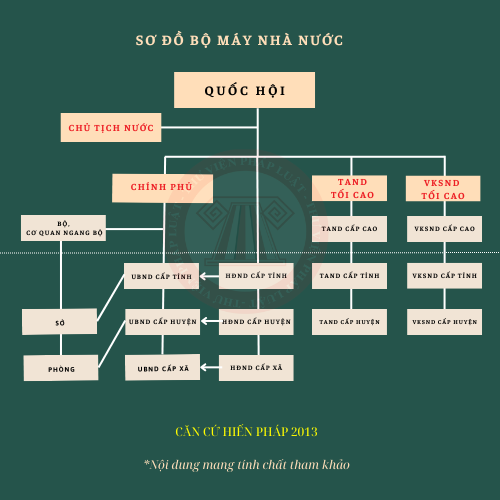 SƠ ĐỒ BỘ MÁY NHÀ NƯỚC
QUỐC HỘI
CHỦ TỊCH NƯỚC
CHÍNH PHỦ
TAND
TỐI CAO
VKSND
TỐI CAO
BỘ,
CƠ QUAN NGANG BỘ
TAND CẤP CAO
VKSND CẤP CAO
UBND CẤP TỈNH
HĐND CẤP TỈNH
TAND CẤP TỈNH
VKSND CẤP TỈNH
SỞ
UBND CẤP HUYỆN
HĐND CẤP HUYỆN
TAND CẤP HUYỆN
VKSND CẤP HUYỆN
PHÒNG
UBND CẤP XÃ
HĐND CẤP XÃ
CĂN CỨ HIẾN PHÁP 2013
*Nội dung mang tính chất tham khảo